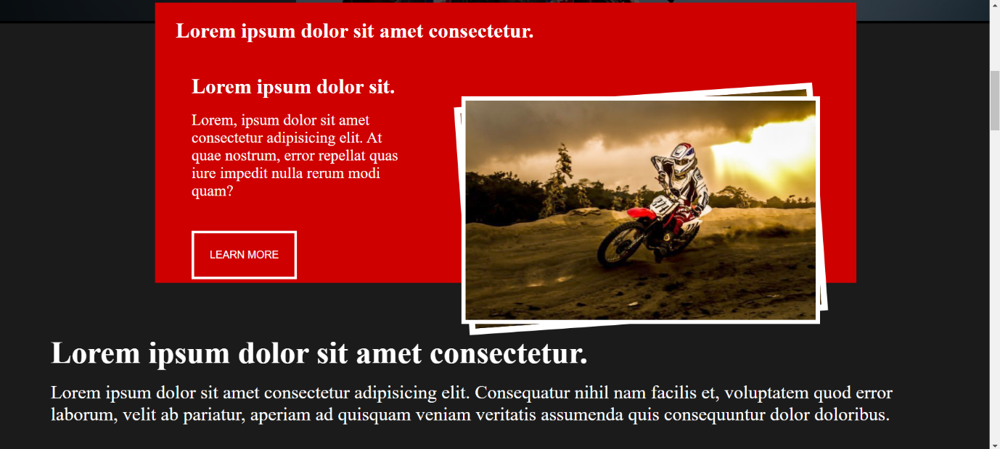 Lorem ipsum dolor sit amet consectetur.
Lorem ipsum dolor sit.
Lorem, ipsum dolor sit amet
consectetur adipisicing elit. At
quae nostrum, error repellat quas
iure impedit nulla rerum modi
quam?
LEARN MORE
Lorem ipsum dolor sit amet consectetur.
Lorem ipsum dolor sit amet consectetur adipisicing elit. Consequatur nihil nam facilis et, voluptatem quod error
laborum, velit ab pariatur, aperiam ad quisquam veniam veritatis assumenda quis consequuntur dolor doloribus.